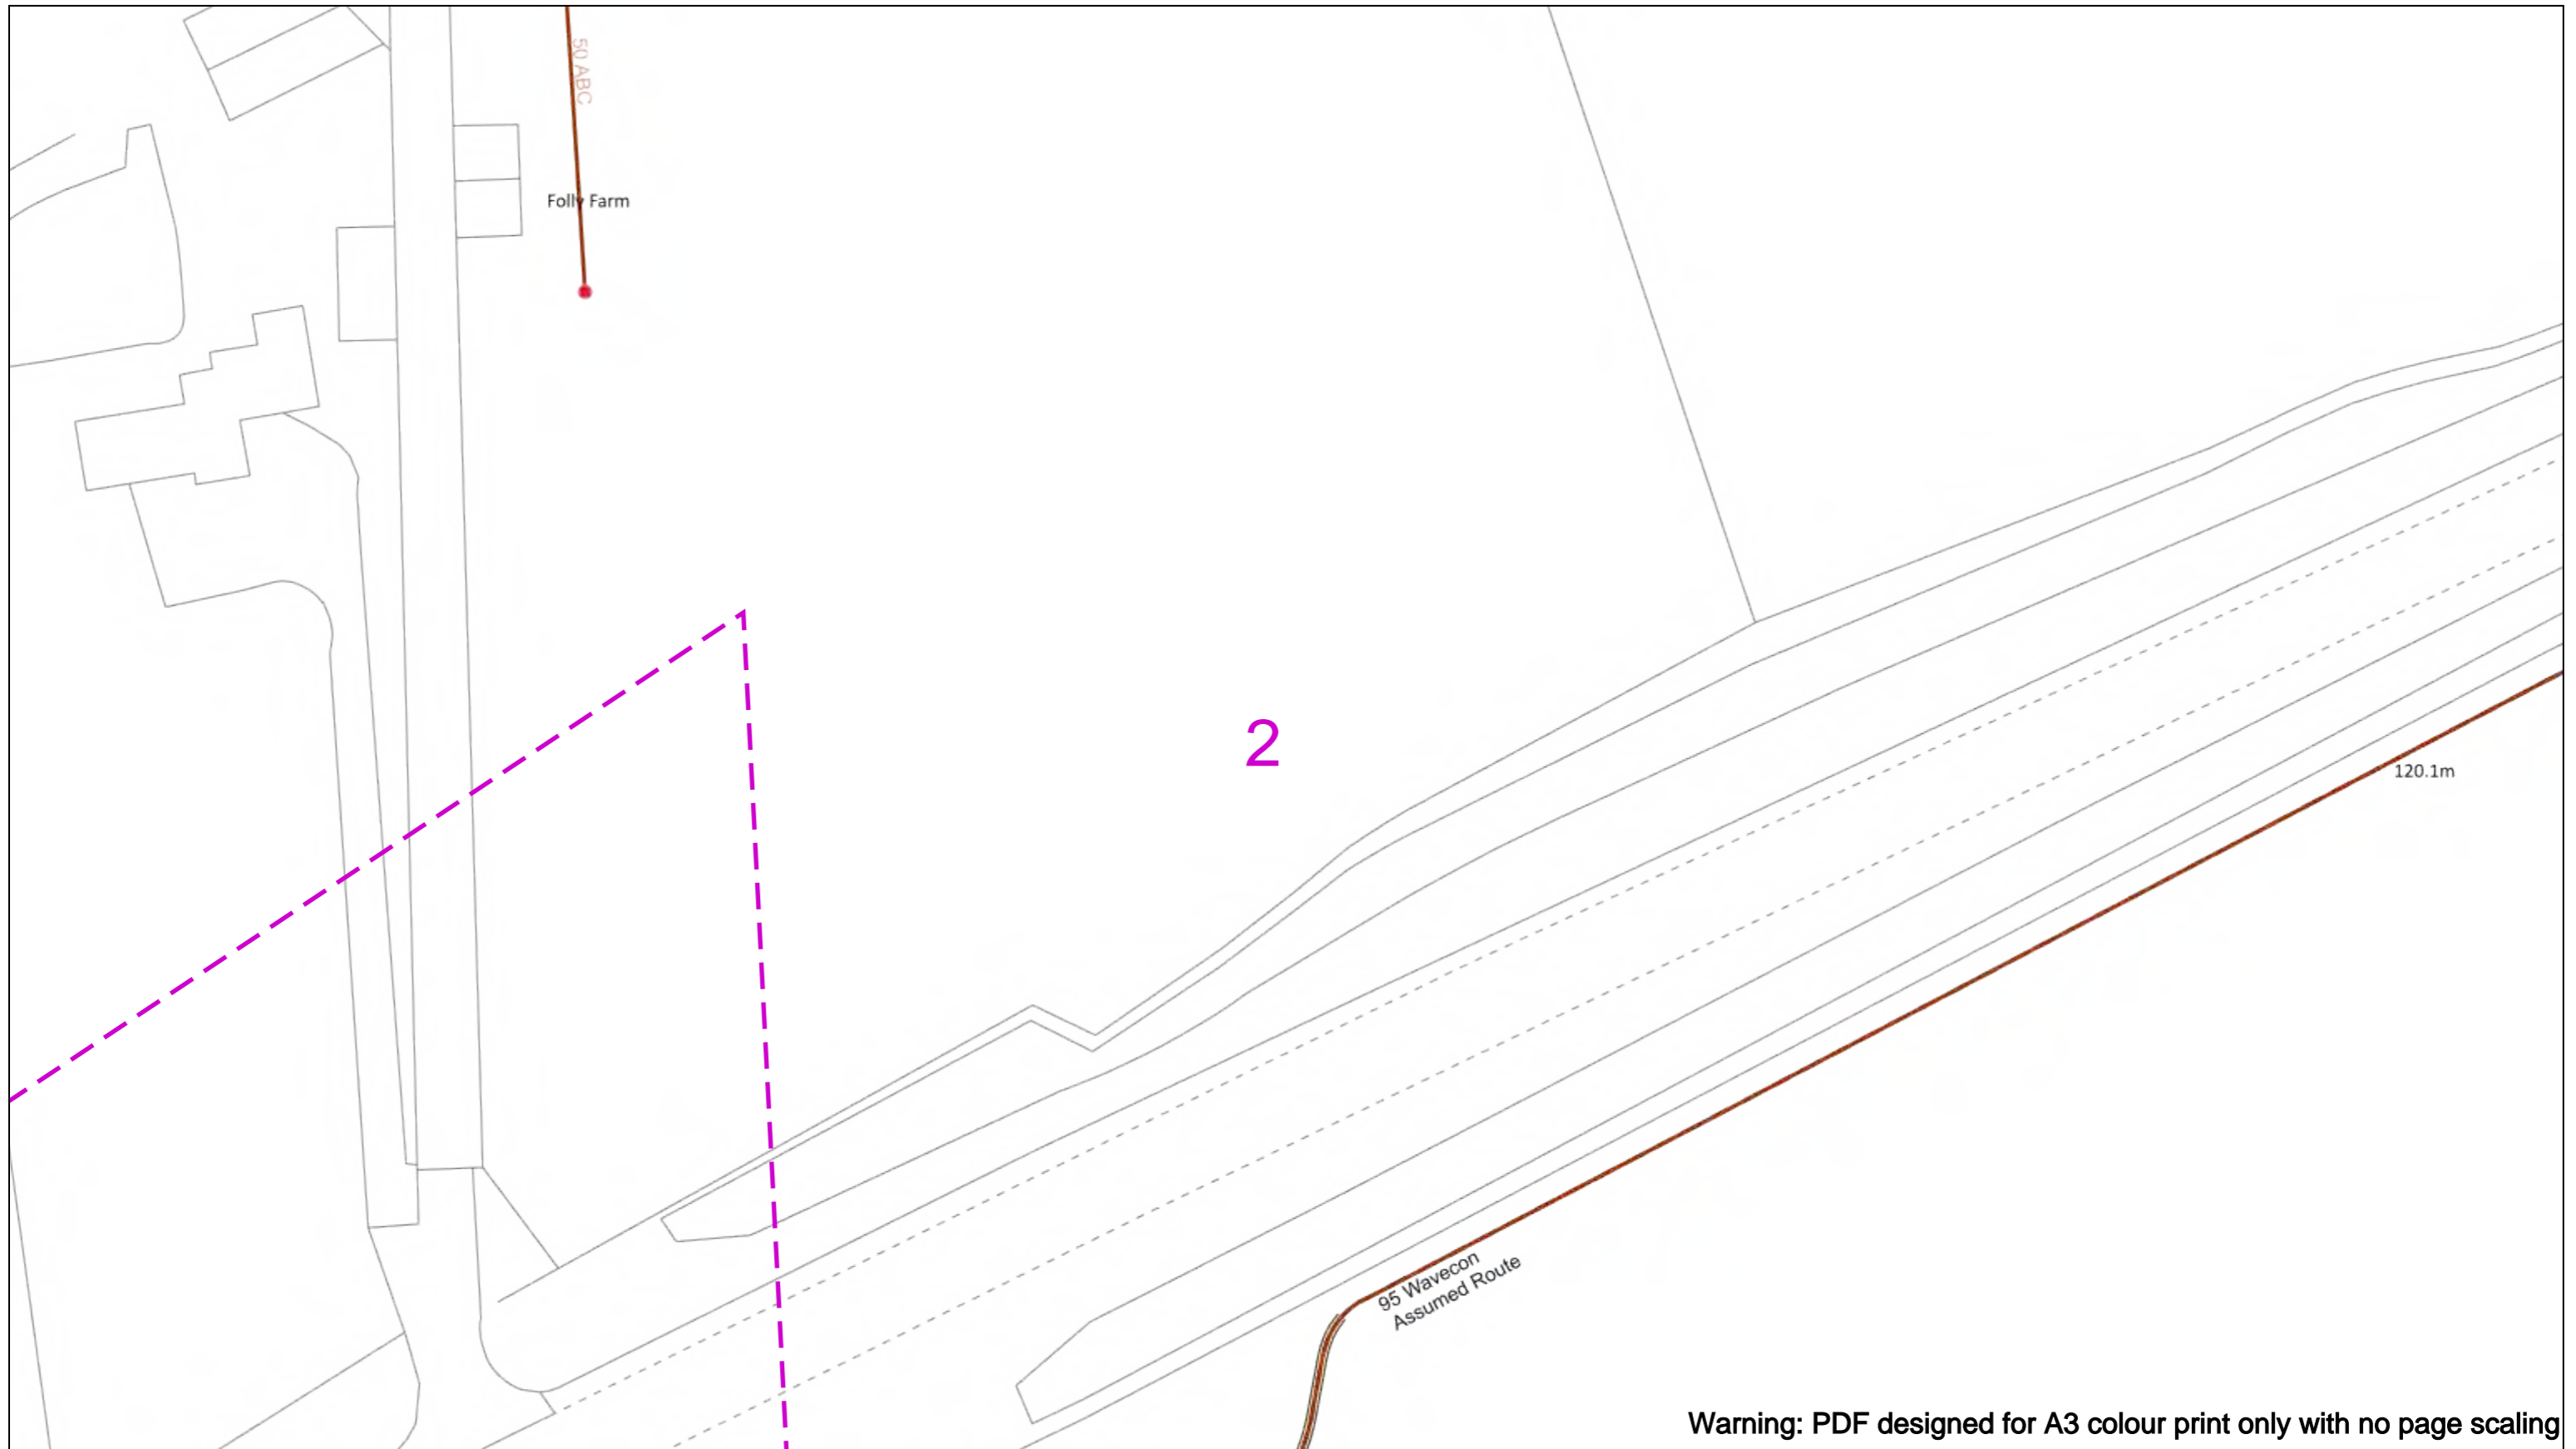 50 ABC
Folly Farm
2
120.1m
95 Wavecon
Assumed Route
Warning: PDF designed for A3 colour print only with no page scaling